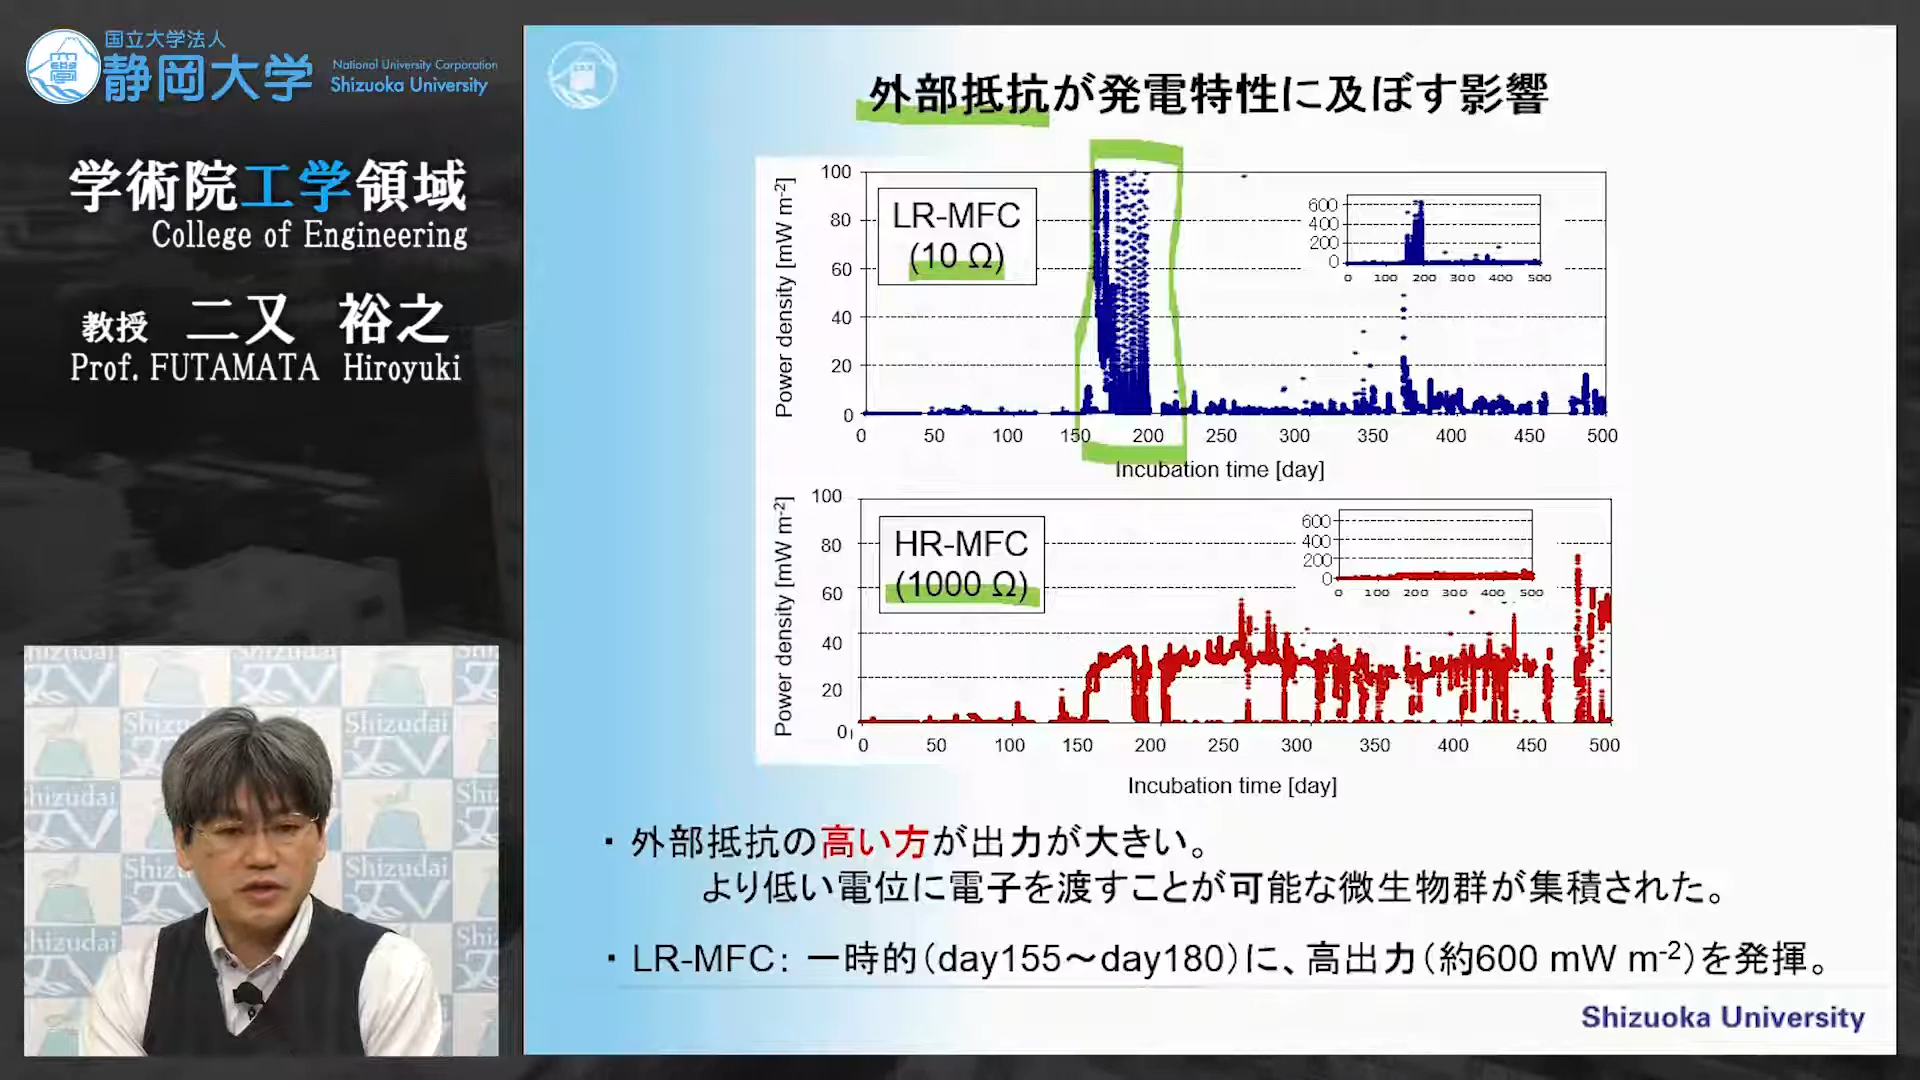 国立大学法人
静岡大学
National University Corporation
Shizuoka University
学術院工学領域
College of Engineering
教授 二又 裕之
Prof. FUTAMATA Hiroyuki
外部抵抗が発電特性に及ぼす影響
Power density [mW m-2]
100
80
60
40
20
0
LR-MFC
(10 Ω)
600
400
200
0
0 100 200 300 400 500
0 50 100 150 200 250 300 350 400 450 500
Incubation time [day]
Power density [mW m-2]
100
80
60
40
20
0
HR-MFC
(1000 Ω)
600
400
200
0
0 100 200 300 400 500
0 50 100 150 200 250 300 350 400 450 500
Incubation time [day]
・外部抵抗の高い方が出力が大きい。
より低い電位に電子を渡すことが可能な微生物群が集積された。
・LR-MFC: 一時的(day155～day180)に、高出力(約600 mW m-2)を発揮。
Shizuoka University
Shizudai
TV